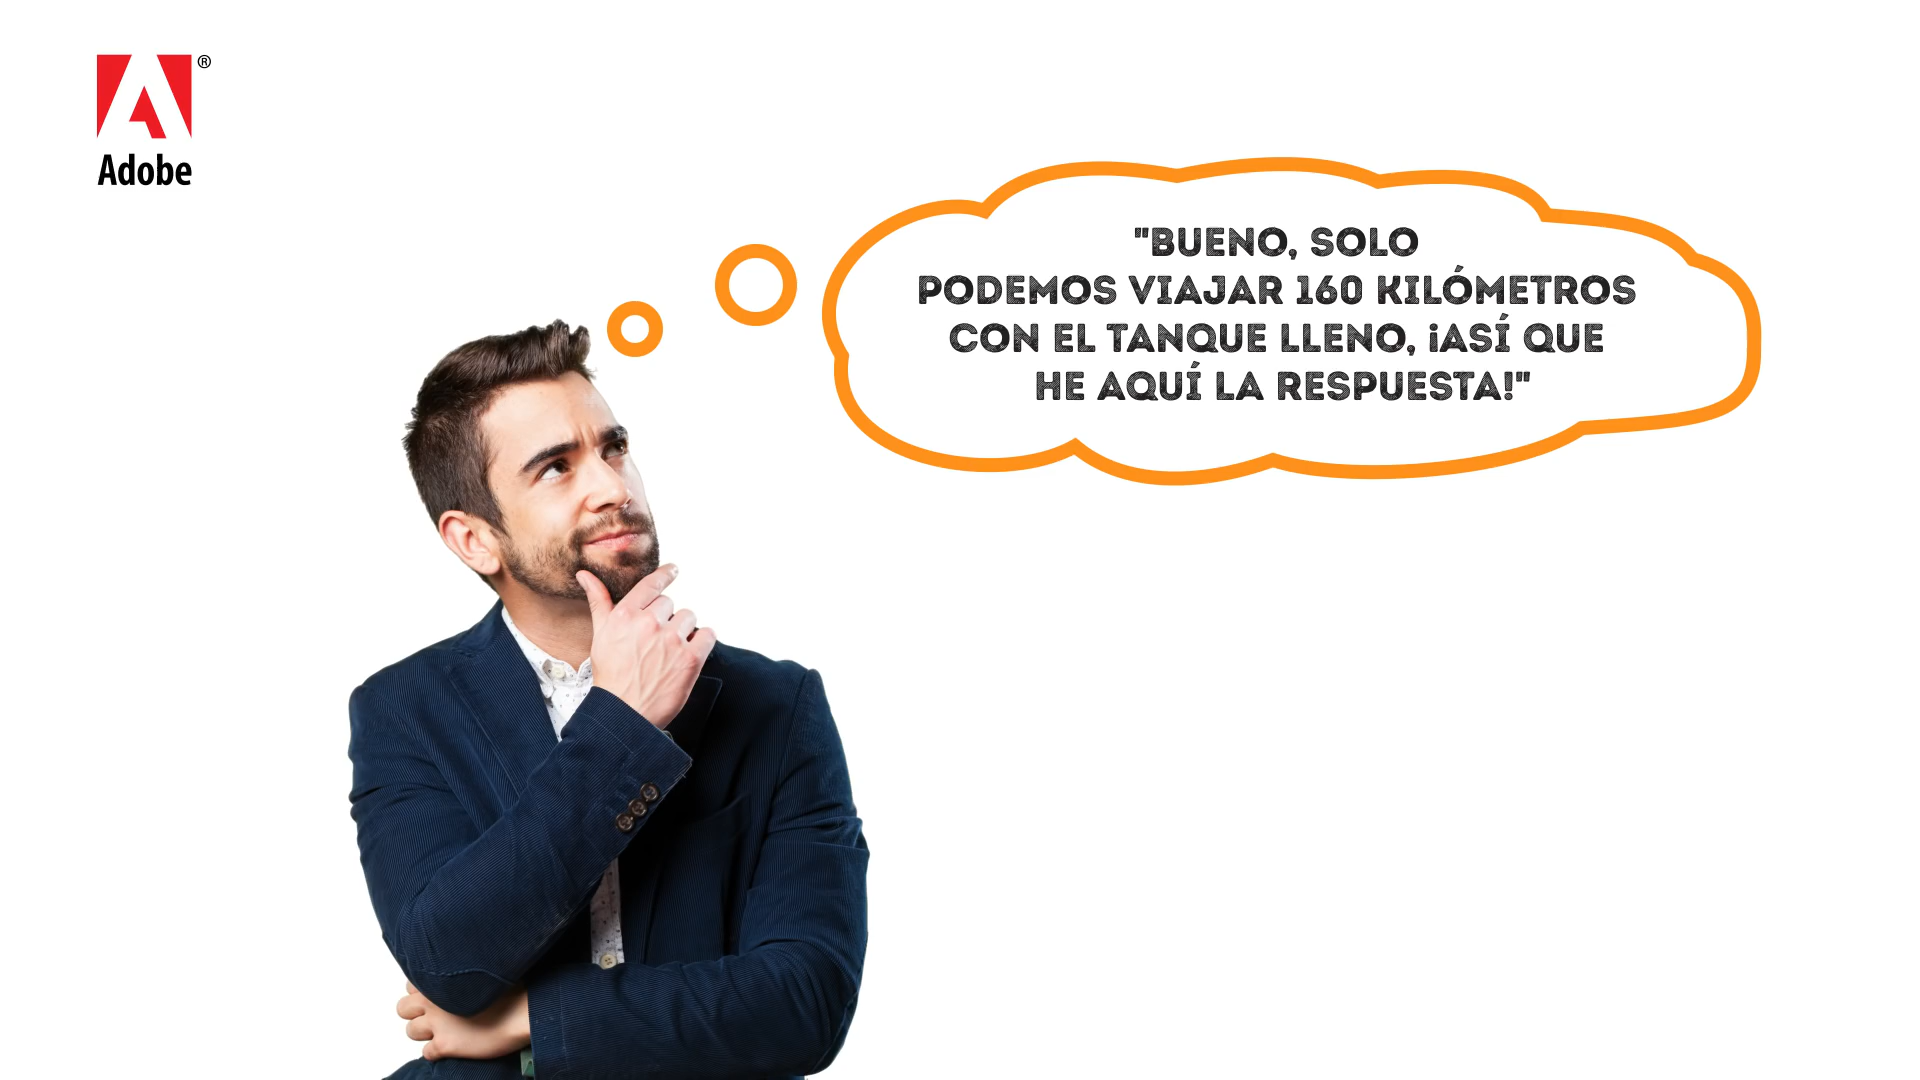 ®
Adobe
"BUENO, SOLO
PODEMOS VIAJAR 160 KILÓMETROS
CON EL TANQUE LLENO, ¡ASÍ QUE
HE AQUÍ LA RESPUESTA!"